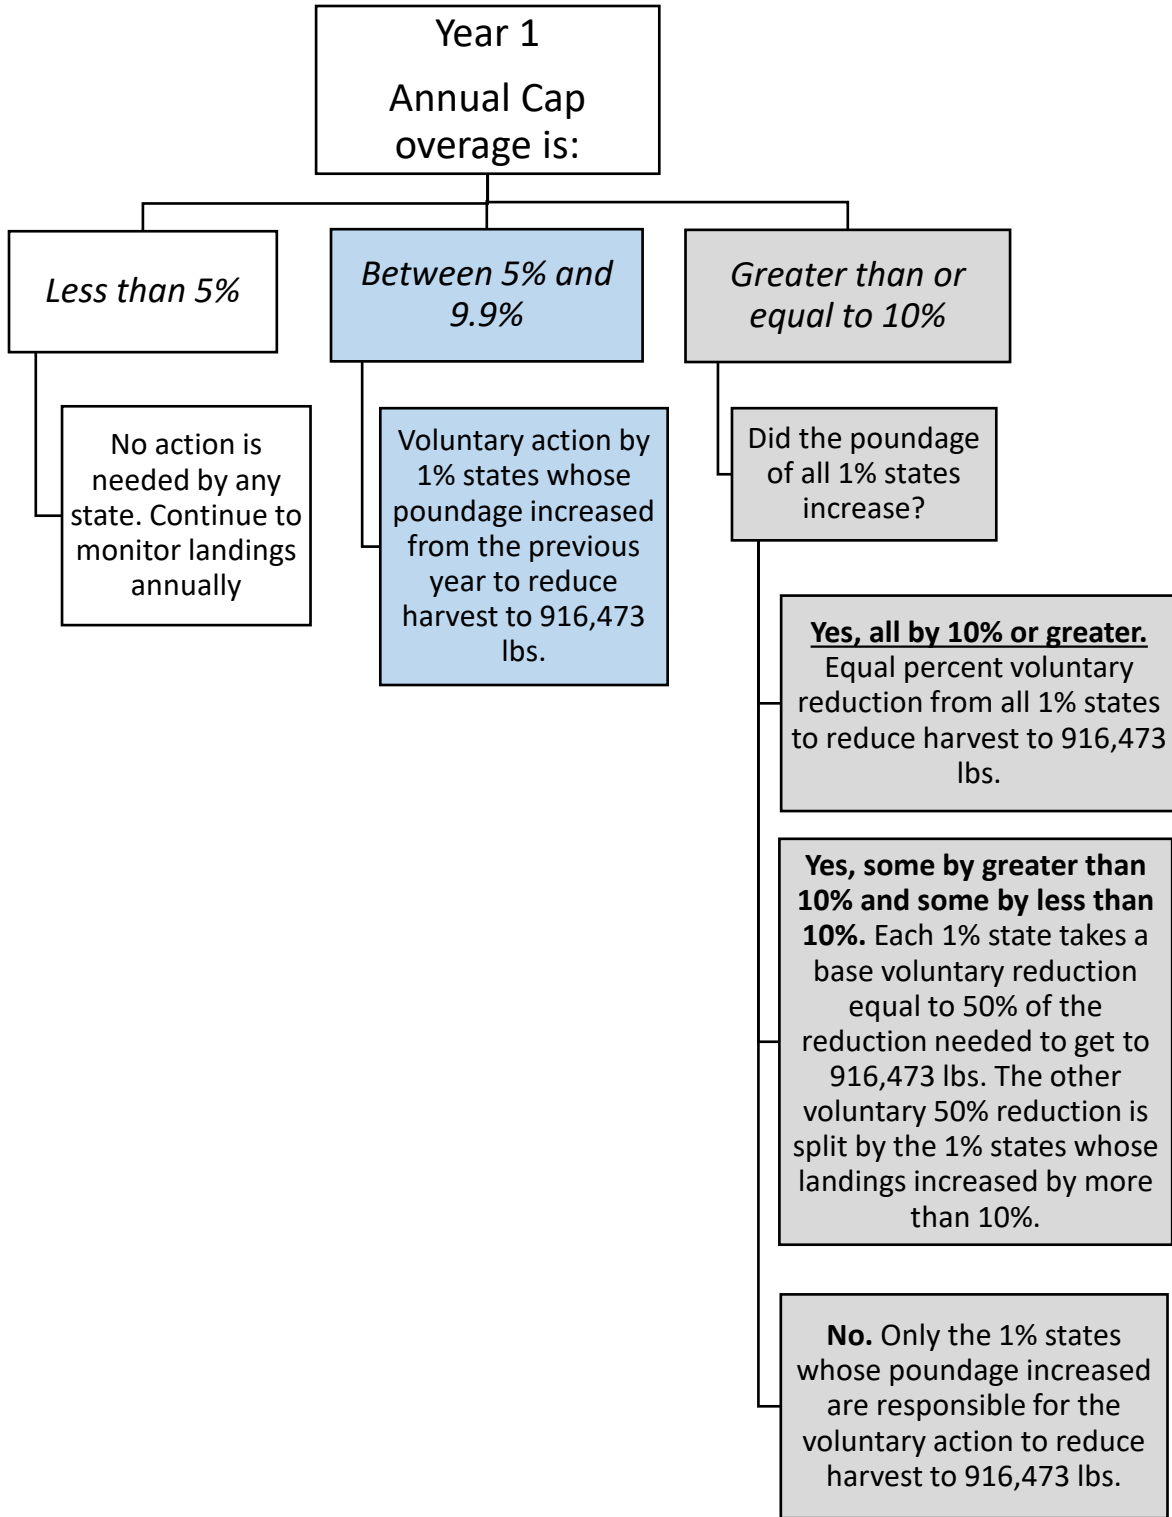 Year 1
Annual Cap
overage is:
Less than 5%
No action is
needed by any
state. Continue to
monitor landings
annually
Between 5% and
9.9%
Voluntary action by
1% states whose
poundage increased
from the previous
year to reduce
harvest to 916,473
lbs.
Greater than or
equal to 10%
Did the poundage
of all 1% states
increase?
Yes, all by 10% or greater.
Equal percent voluntary
reduction from all 1% states
to reduce harvest to 916,473
lbs.
Yes, some by greater than
10% and some by less than
10%. Each 1% state takes a
base voluntary reduction
equal to 50% of the
reduction needed to get to
916,473 lbs. The other
voluntary 50% reduction is
split by the 1% states whose
landings increased by more
than 10%.
No. Only the 1% states
whose poundage increased
are responsible for the
voluntary action to reduce
harvest to 916,473 lbs.